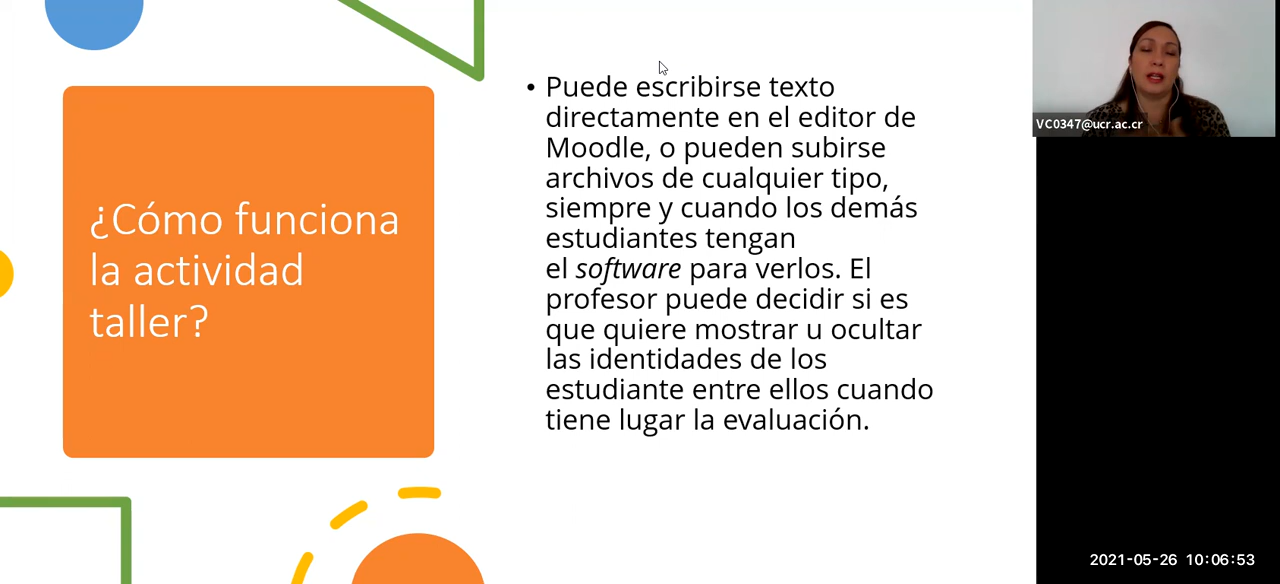 ¿Cómo funciona
la actividad
taller?
• Puede escribirse texto
directamente en el editor de
Moodle, o pueden subirse
archivos de cualquier tipo,
siempre y cuando los demás
estudiantes tengan
el software para verlos. El
profesor puede decidir si es
que quiere mostrar u ocultar
las identidades de los
estudiante entre ellos cuando
tiene lugar la evaluación.
VC0347@ucr.ac.cr
2021-05-26 10:06:53